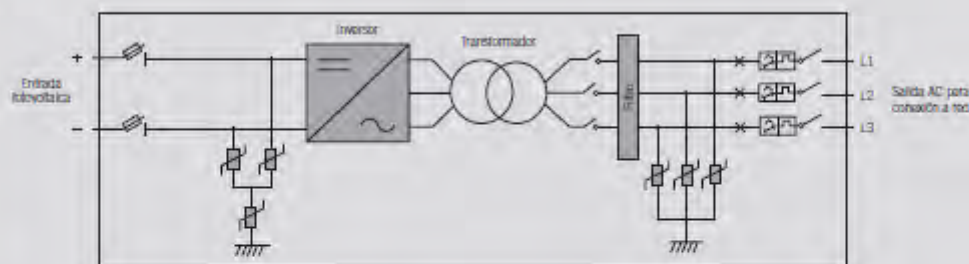 Inversor
Transformador
+
Entrada
fotovoltaica
−
Filtro
L1
L2
L3
Salida AC para
conexión a red